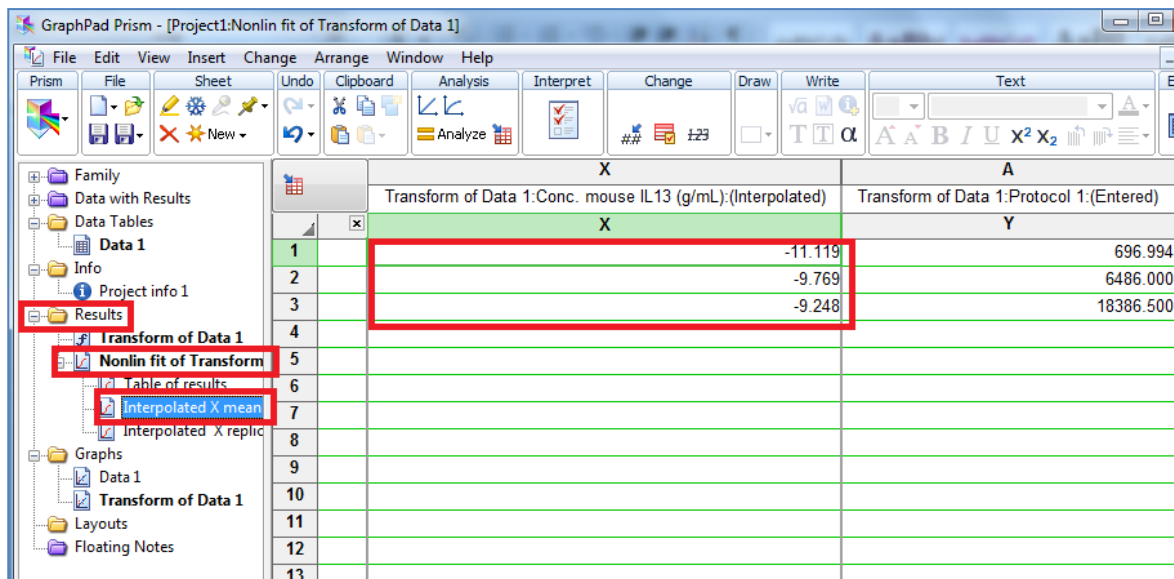 GraphPad Prism - [Project1:Nonlin fit of Transform of Data 1]
File Edit View Insert Change Arrange Window Help
Prism File Sheet Undo Clipboard Analysis Interpret Change Draw Write Text
New
Analyze
#.## 123
√α W
T T α A A B I U X² X₂ A
Family
Data with Results
Data Tables
Data 1
Info
Project info 1
Results
Transform of Data 1
Nonlin fit of Transform
Table of results
Interpolated X mean
Interpolated X replic
Graphs
Data 1
Transform of Data 1
Layouts
Floating Notes
X A
Transform of Data 1:Conc. mouse IL13 (g/mL):(Interpolated) Transform of Data 1:Protocol 1:(Entered)
X Y
1 -11.119 696.994
2 -9.769 6486.000
3 -9.248 18386.500
4
5
6
7
8
9
10
11
12
13